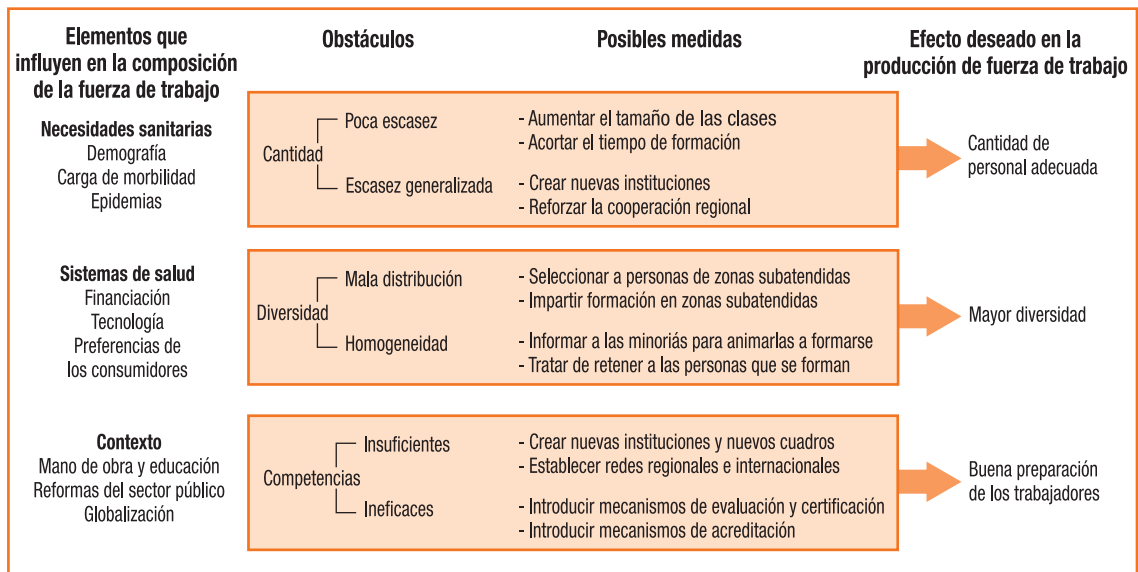 Elementos que
influyen en la composición
de la fuerza de trabajo
Obstáculos
Posibles medidas
Efecto deseado en la
producción de fuerza de trabajo
Necesidades sanitarias
Demografía
Carga de morbilidad
Epidemias
Cantidad
Poca escasez
- Aumentar el tamaño de las clases
- Acortar el tiempo de formación
Escasez generalizada
- Crear nuevas instituciones
- Reforzar la cooperación regional
Cantidad de
personal adecuada
Sistemas de salud
Financiación
Tecnología
Preferencias de
los consumidores
Diversidad
Mala distribución
- Seleccionar a personas de zonas subatendidas
- Impartir formación en zonas subatendidas
Homogeneidad
- Informar a las minoriás para animarlas a formarse
- Tratar de retener a las personas que se forman
Mayor diversidad
Contexto
Mano de obra y educación
Reformas del sector público
Globalización
Competencias
Insuficientes
- Crear nuevas instituciones y nuevos cuadros
- Establecer redes regionales e internacionales
Ineficaces
- Introducir mecanismos de evaluación y certificación
- Introducir mecanismos de acreditación
Buena preparación
de los trabajadores